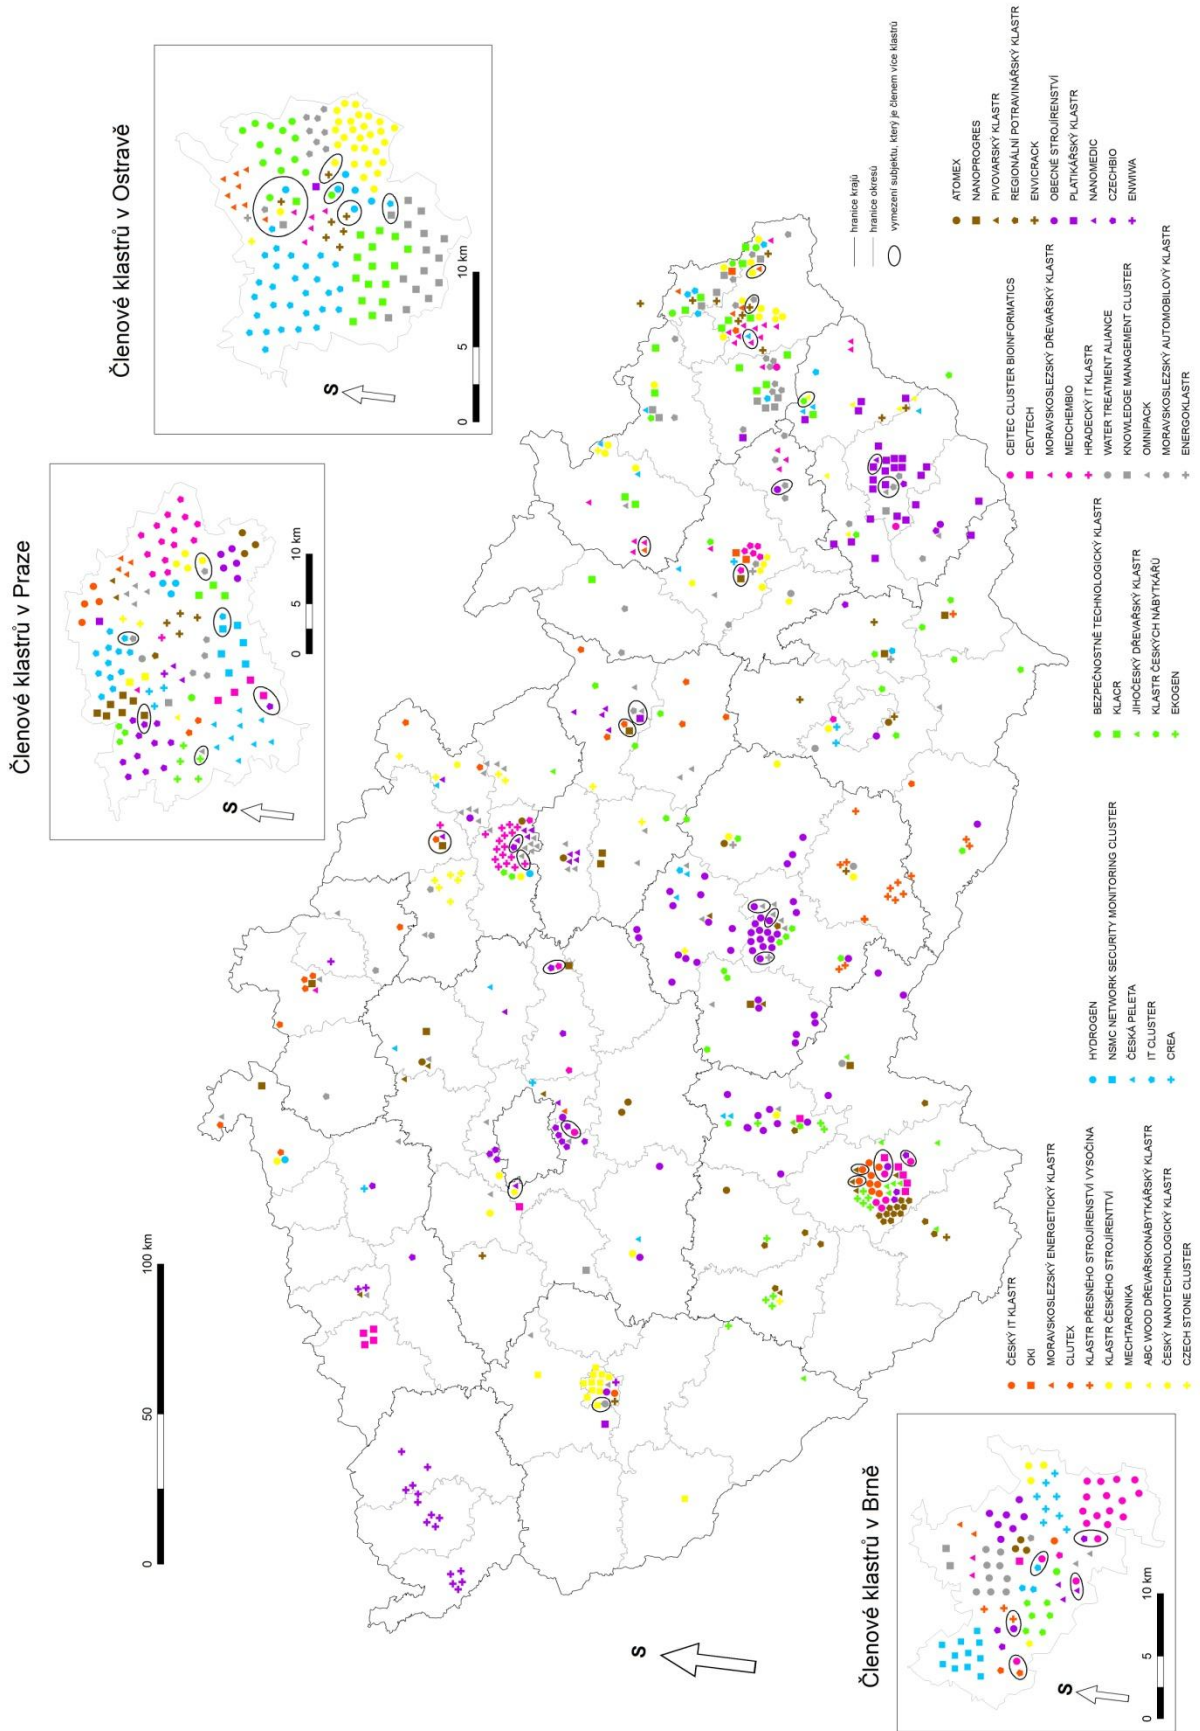 Členové klastrů v Praze
S
0 5 10 km
Členové klastrů v Ostravě
S
0 5 10 km
0 50 100 km
S
Členové klastrů v Brně
S
0 5 10 km
hranice krajů
hranice okresů
vymezení subjektu, který je členem více klastrů
ČESKÝ IT KLASTR
OKI
MORAVSKOSLEZSKÝ ENERGETICKÝ KLASTR
CLUTEX
KLASTR PŘESNÉHO STROJÍRENSTVÍ VYSOČINA
KLASTR ČESKÉHO STROJÍRENTTVÍ
MECHTARONIKA
ABC WOOD DŘEVAŘSKONÁBYTKÁŘSKÝ KLASTR
ČESKÝ NANOTECHNOLOGICKÝ KLASTR
CZECH STONE CLUSTER
HYDROGEN
NSMC NETWORK SECURITY MONITORING CLUSTER
ČESKÁ PELETA
IT CLUSTER
CREA
BEZPEČNOSTNĚ TECHNOLOGICKÝ KLASTR
KLACR
JIHOČESKÝ DŘEVAŘSKÝ KLASTR
KLASTR ČESKÝCH NÁBYTKÁŘŮ
EKOGEN
CEITEC CLUSTER BIOINFORMATICS
CEVTECH
MORAVSKOSLEZSKÝ DŘEVAŘSKÝ KLASTR
MEDCHEMBIO
HRADECKÝ IT KLASTR
WATER TREATMENT ALIANCE
KNOWLEDGE MANAGEMENT CLUSTER
OMNIPACK
MORAVSKOSLEZSKÝ AUTOMOBILOVÝ KLASTR
ENERGOKLASTR
ATOMEX
NANOPROGRES
PIVOVARSKÝ KLASTR
REGIONÁLNÍ POTRAVINÁŘSKÝ KLASTR
ENVICRACK
OBECNÉ STROJÍRENSTVÍ
PLATIKÁŘSKÝ KLASTR
NANOMEDIC
CZECHBIO
ENWIWA